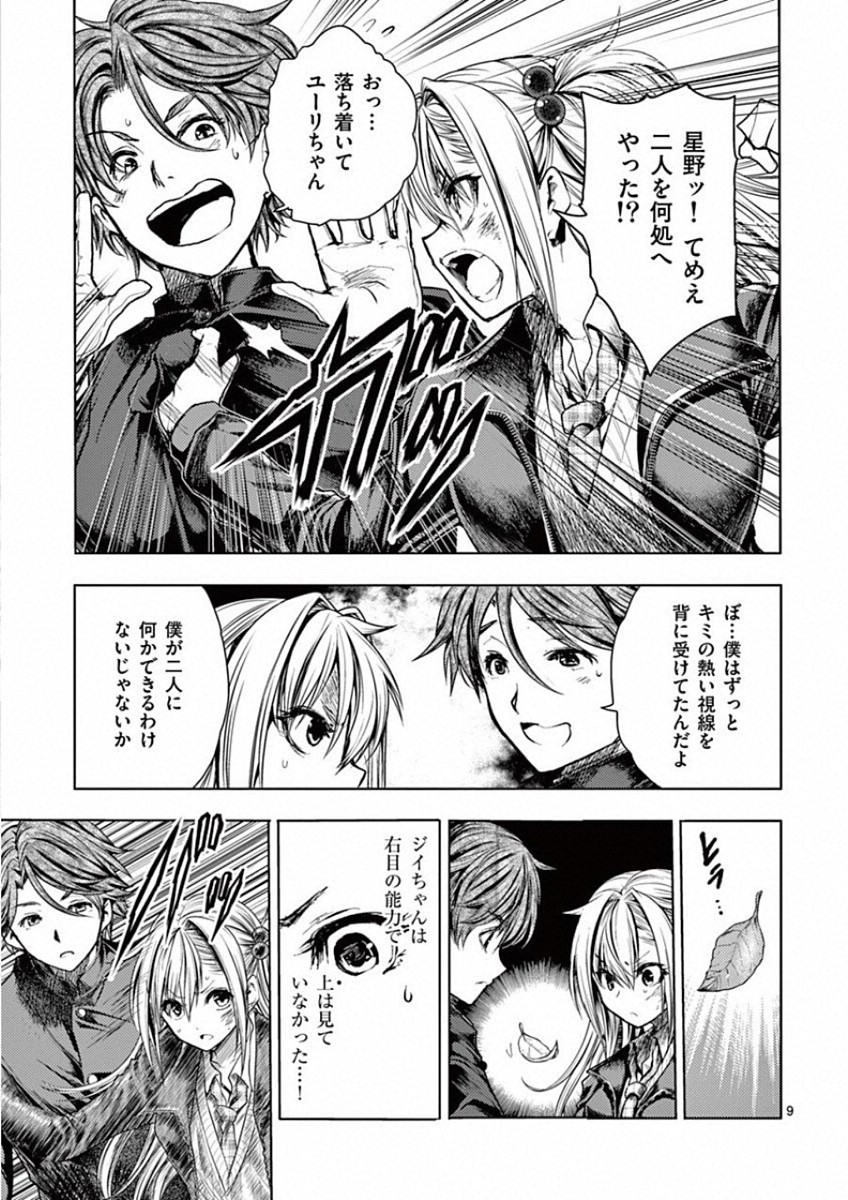 星野ッ！てめえ
二人を何処へ
やった!?
おっ…
落ち着いて
ユーリちゃん
ガ
ぼ…僕はずっと
キミの熱い視線を
背に受けてたんだよ
僕が二人に
何かできるわけ
ないじゃないか
ヒラ
ジイちゃんは
右目の能力で
上は見て
いなかった…！
9